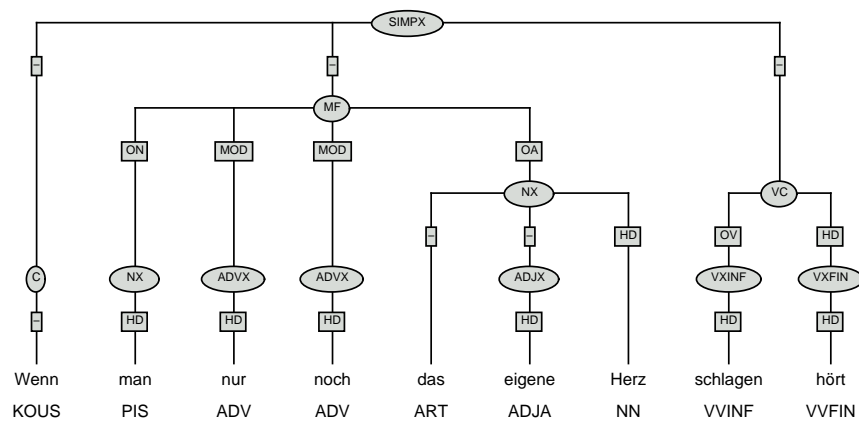 SIMPX
– – –
MF
ON MOD MOD OA
NX VC
– – HD OV HD
C NX ADVX ADVX ADJX VXINF VXFIN
– HD HD HD HD HD HD
Wenn man nur noch das eigene Herz schlagen hört
KOUS PIS ADV ADV ART ADJA NN VVINF VVFIN